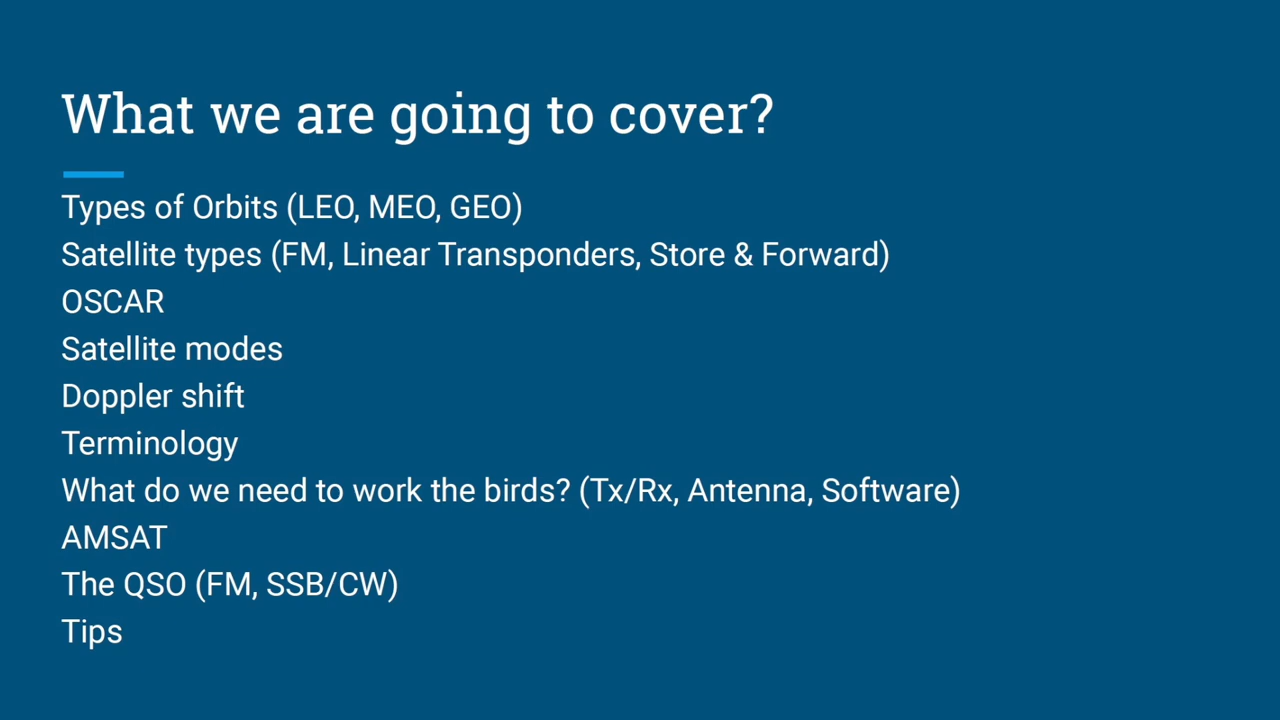 What we are going to cover?
Types of Orbits (LEO, MEO, GEO)
Satellite types (FM, Linear Transponders, Store & Forward)
OSCAR
Satellite modes
Doppler shift
Terminology
What do we need to work the birds? (Tx/Rx, Antenna, Software)
AMSAT
The QSO (FM, SSB/CW)
Tips